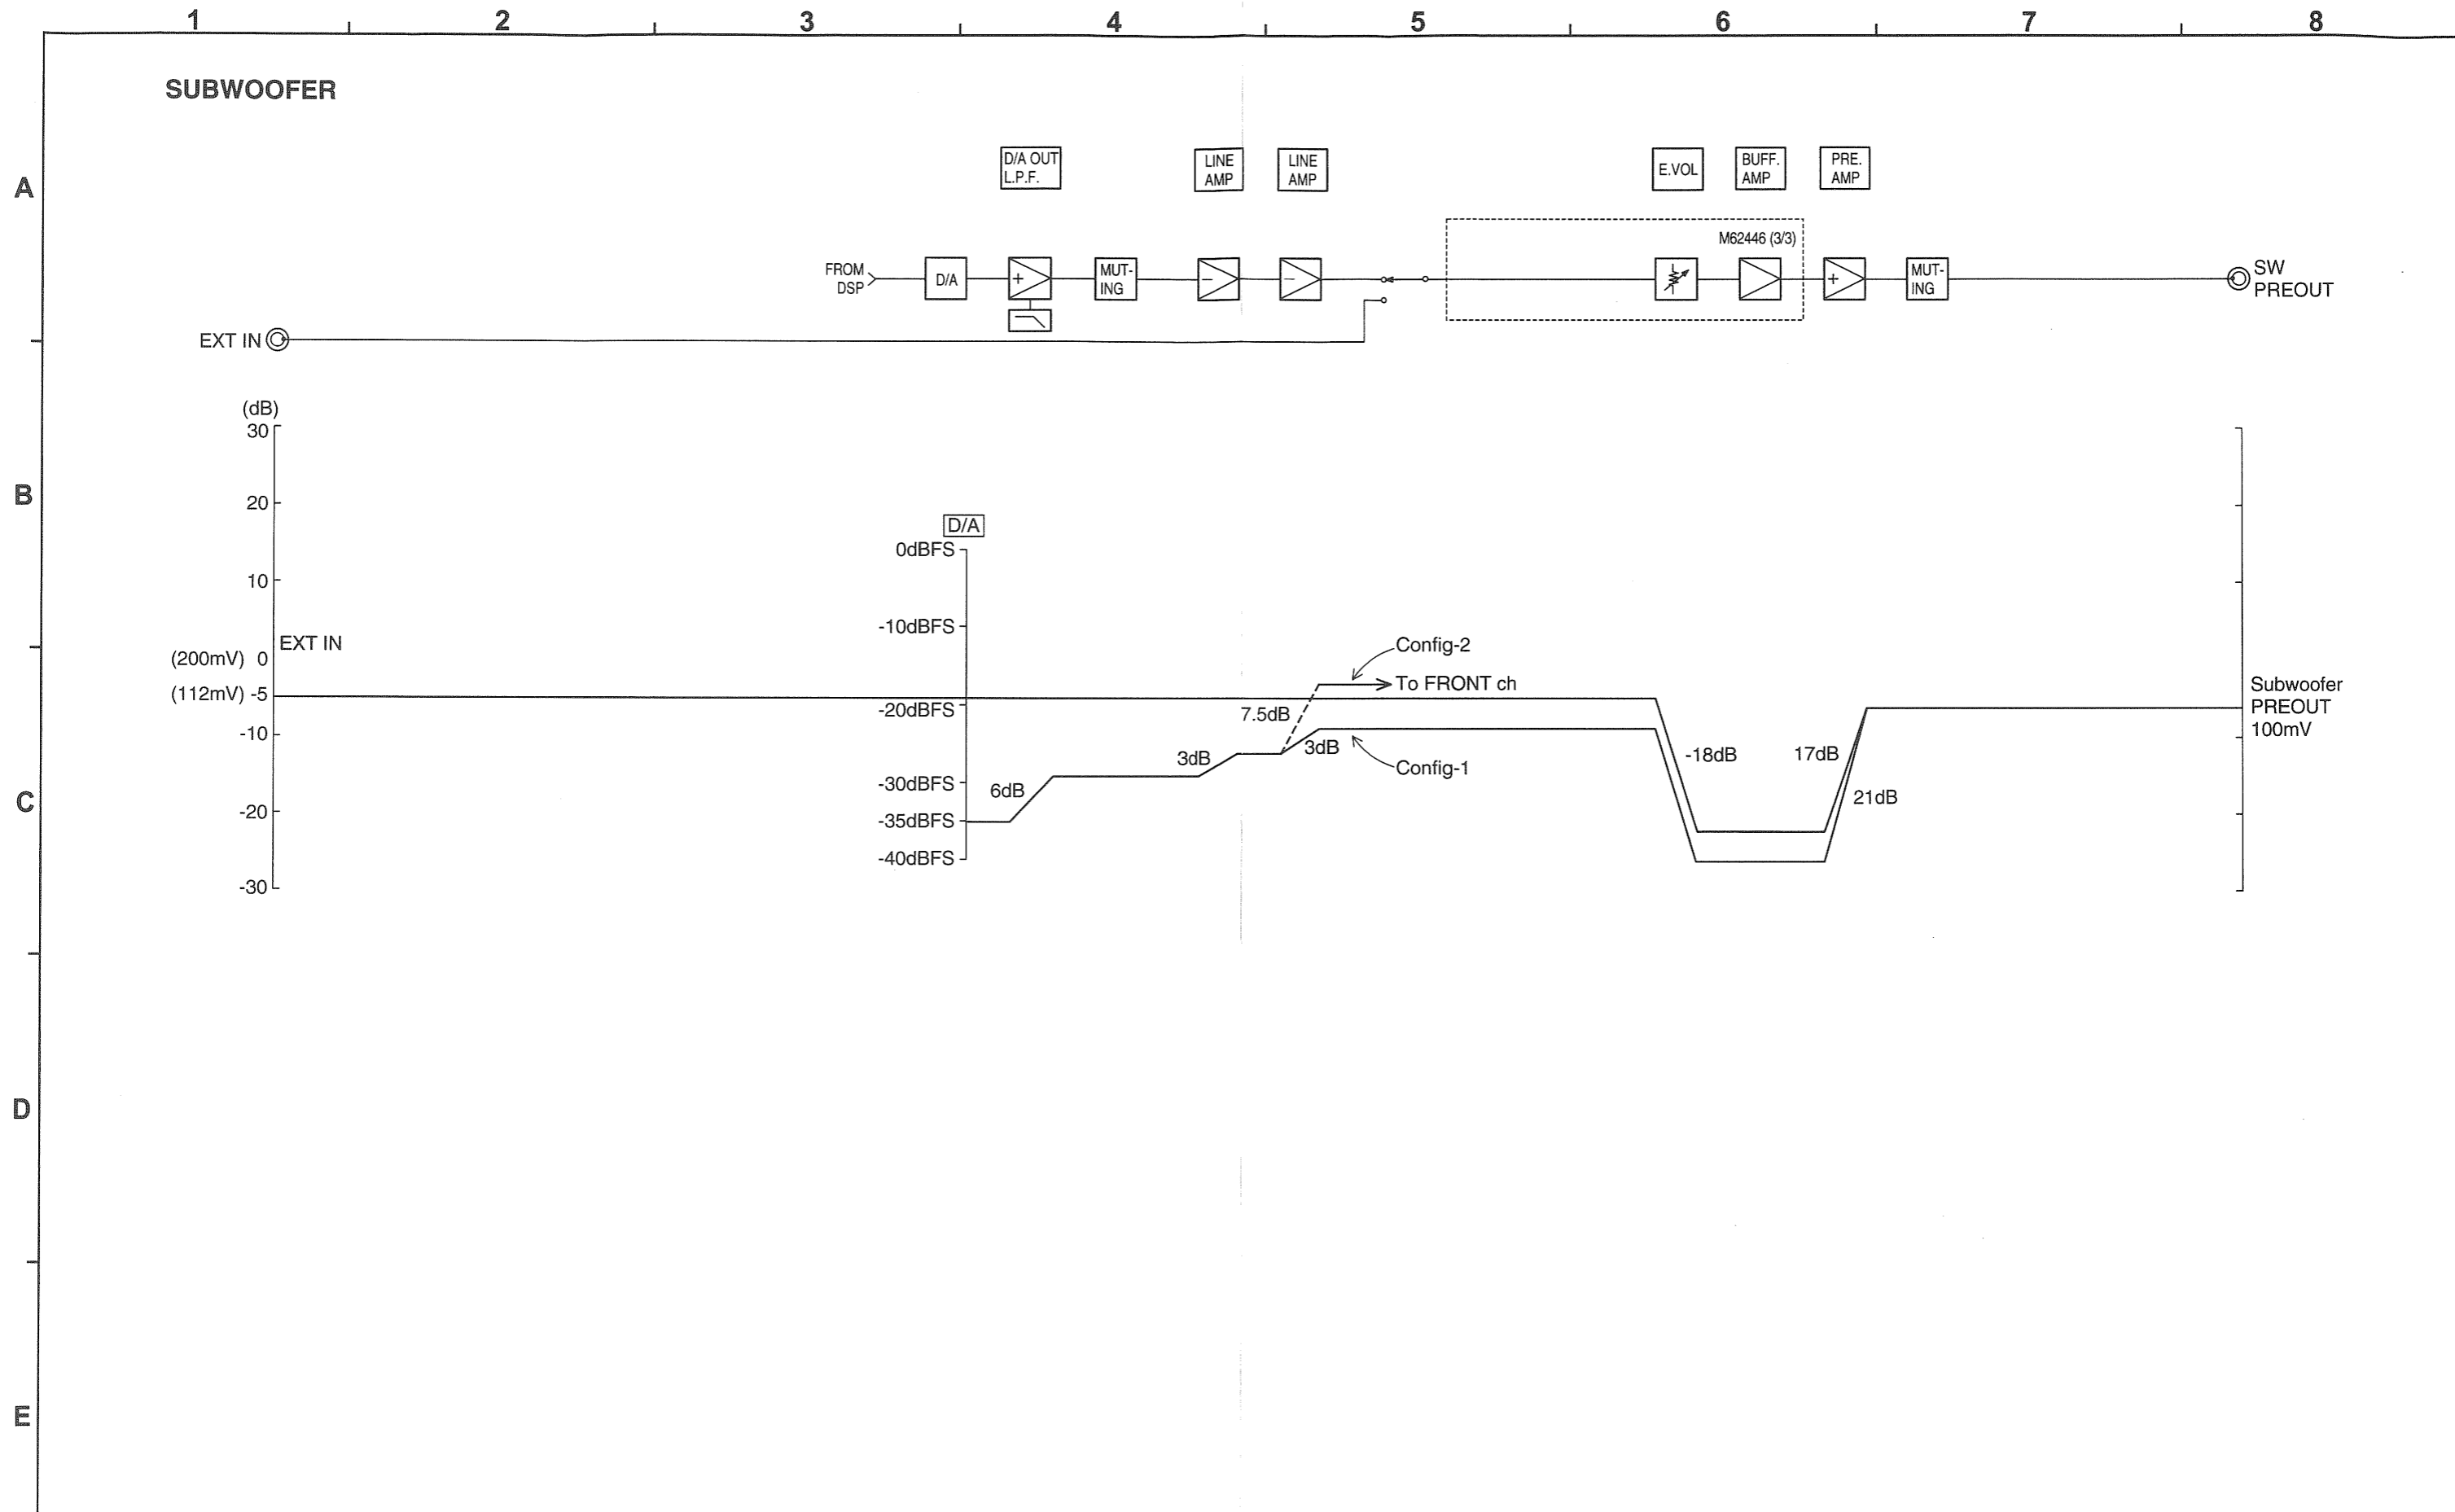 1 2 3 4 5 6 7 8
SUBWOOFER
A
D/A OUT
L.P.F.
LINE
AMP
LINE
AMP
E.VOL
BUFF.
AMP
PRE.
AMP
M62446 (3/3)
FROM
DSP
D/A
+
MUT-
ING
−
−
+
MUT-
ING
SW
PREOUT
EXT IN
(dB)
30
B
20
10
EXT IN
(200mV) 0
(112mV) -5
-10
C
-20
-30
D/A
0dBFS
-10dBFS
-20dBFS
-30dBFS
-35dBFS
-40dBFS
Config-2
To FRONT ch
7.5dB
3dB
3dB
Config-1
6dB
-18dB
17dB
21dB
Subwoofer
PREOUT
100mV
D
E